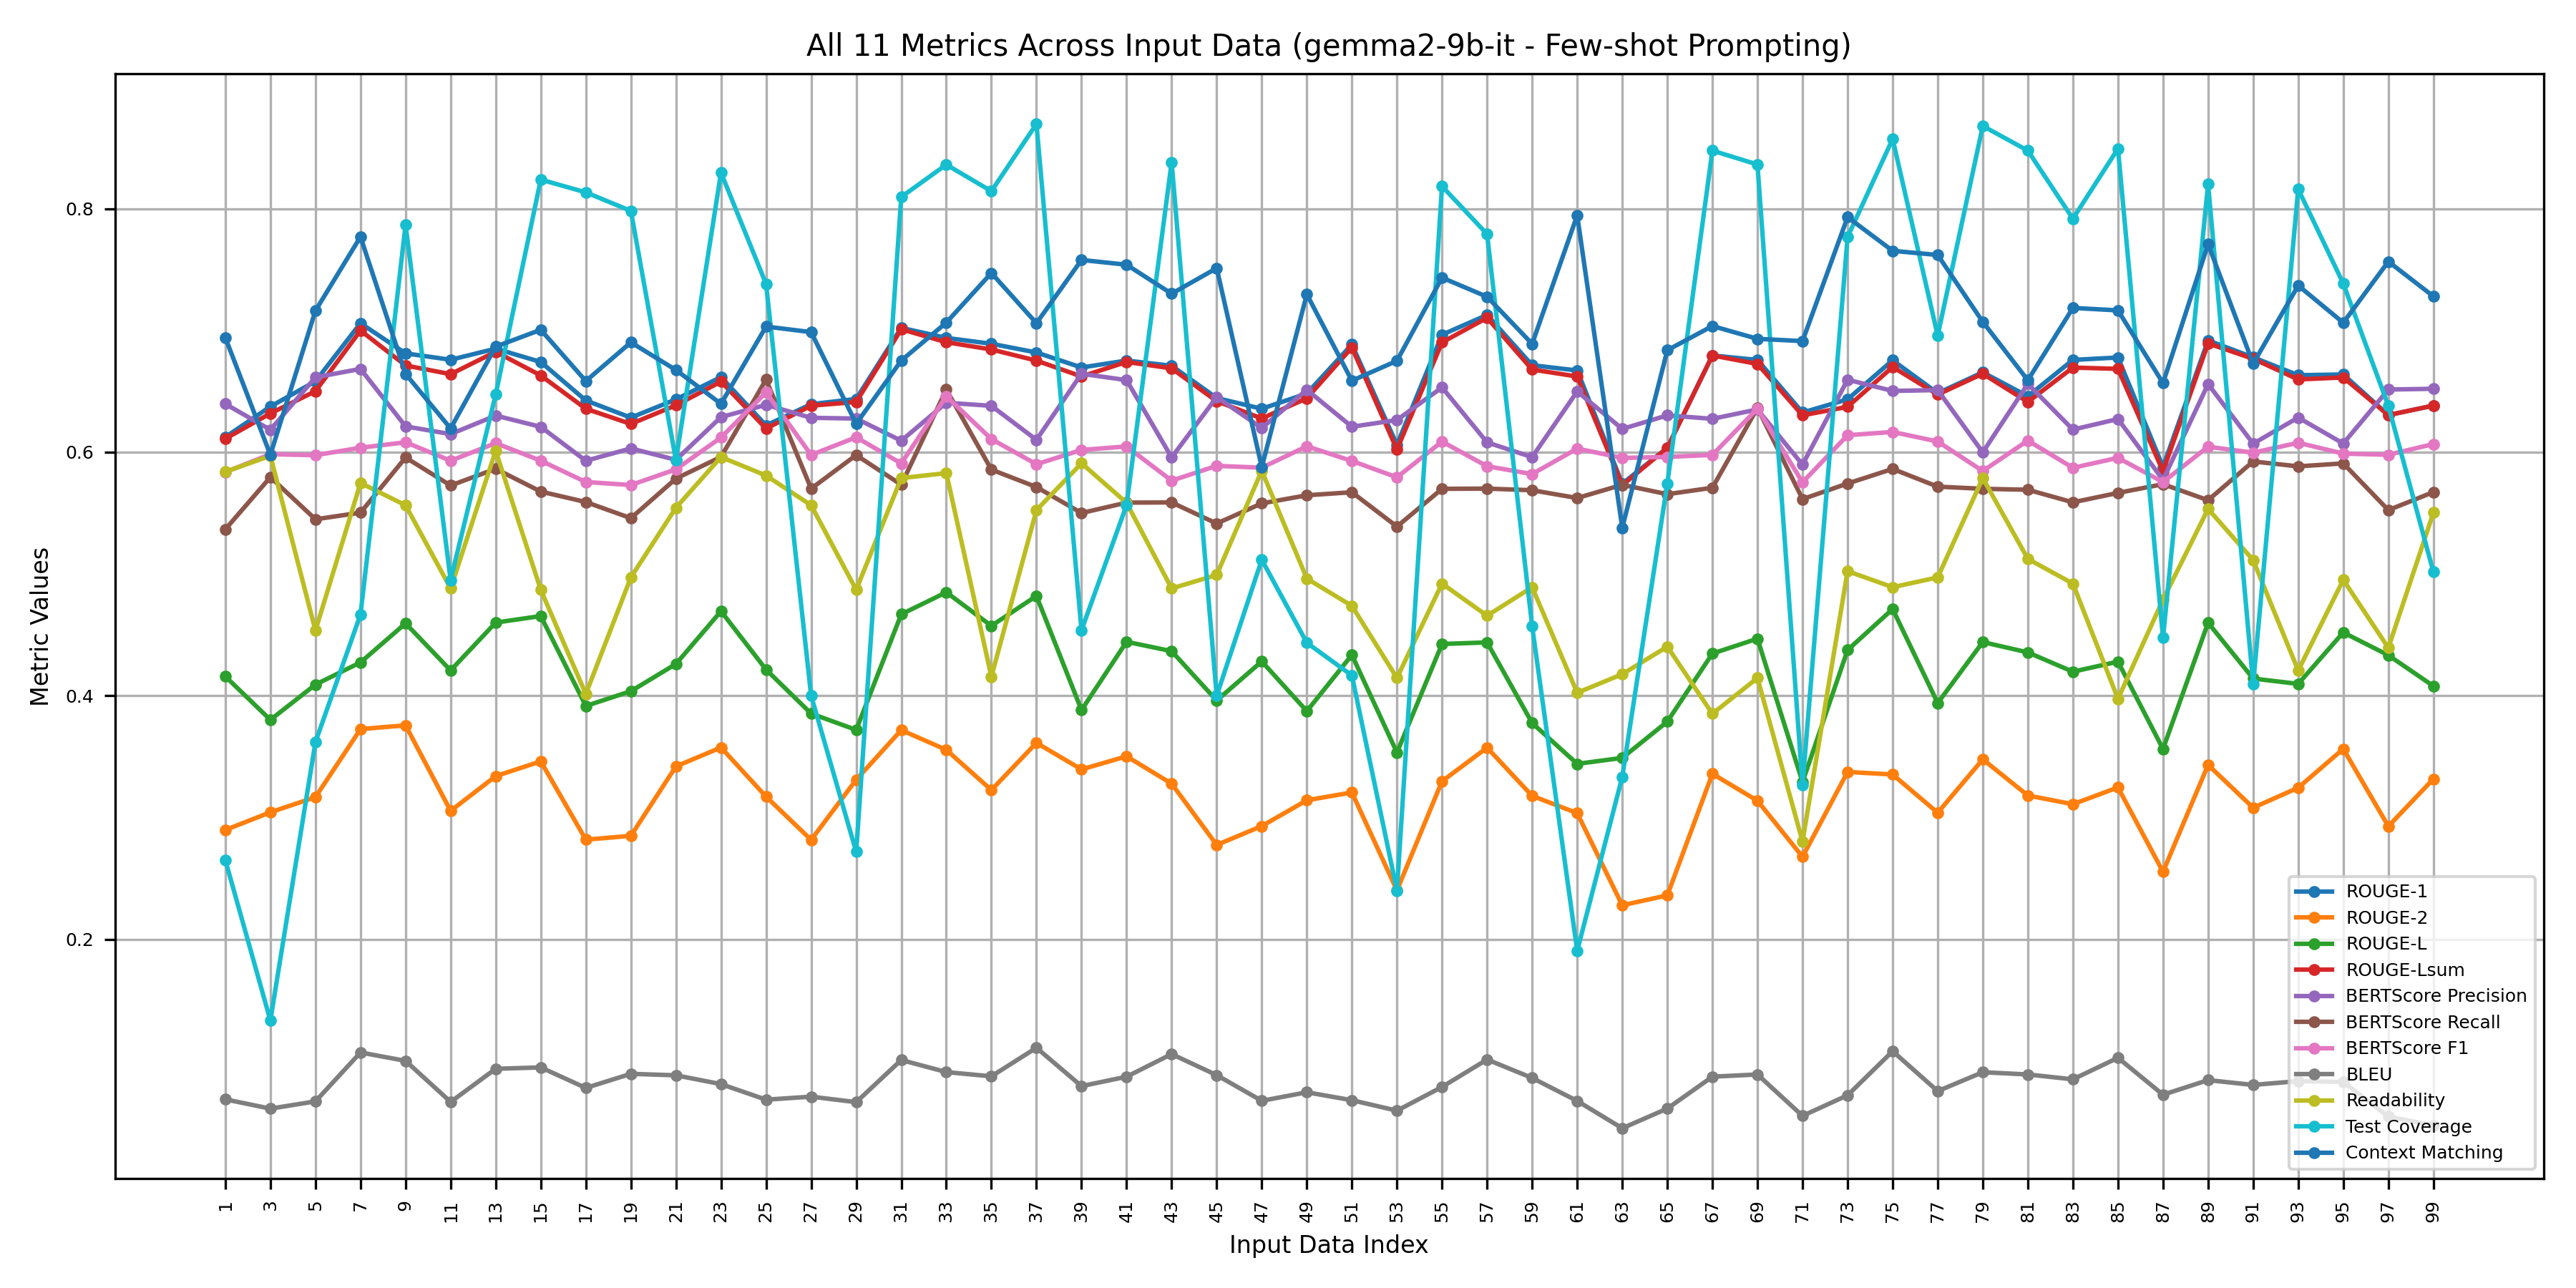 All 11 Metrics Across Input Data (gemma2-9b-it - Few-shot Prompting)
Metric Values
0.8
0.6
0.4
0.2
ROUGE-1
ROUGE-2
ROUGE-L
ROUGE-Lsum
BERTScore Precision
BERTScore Recall
BERTScore F1
BLEU
Readability
Test Coverage
Context Matching
1 3 5 7 9 11 13 15 17 19 21 23 25 27 29 31 33 35 37 39 41 43 45 47 49 51 53 55 57 59 61 63 65 67 69 71 73 75 77 79 81 83 85 87 89 91 93 95 97 99
Input Data Index